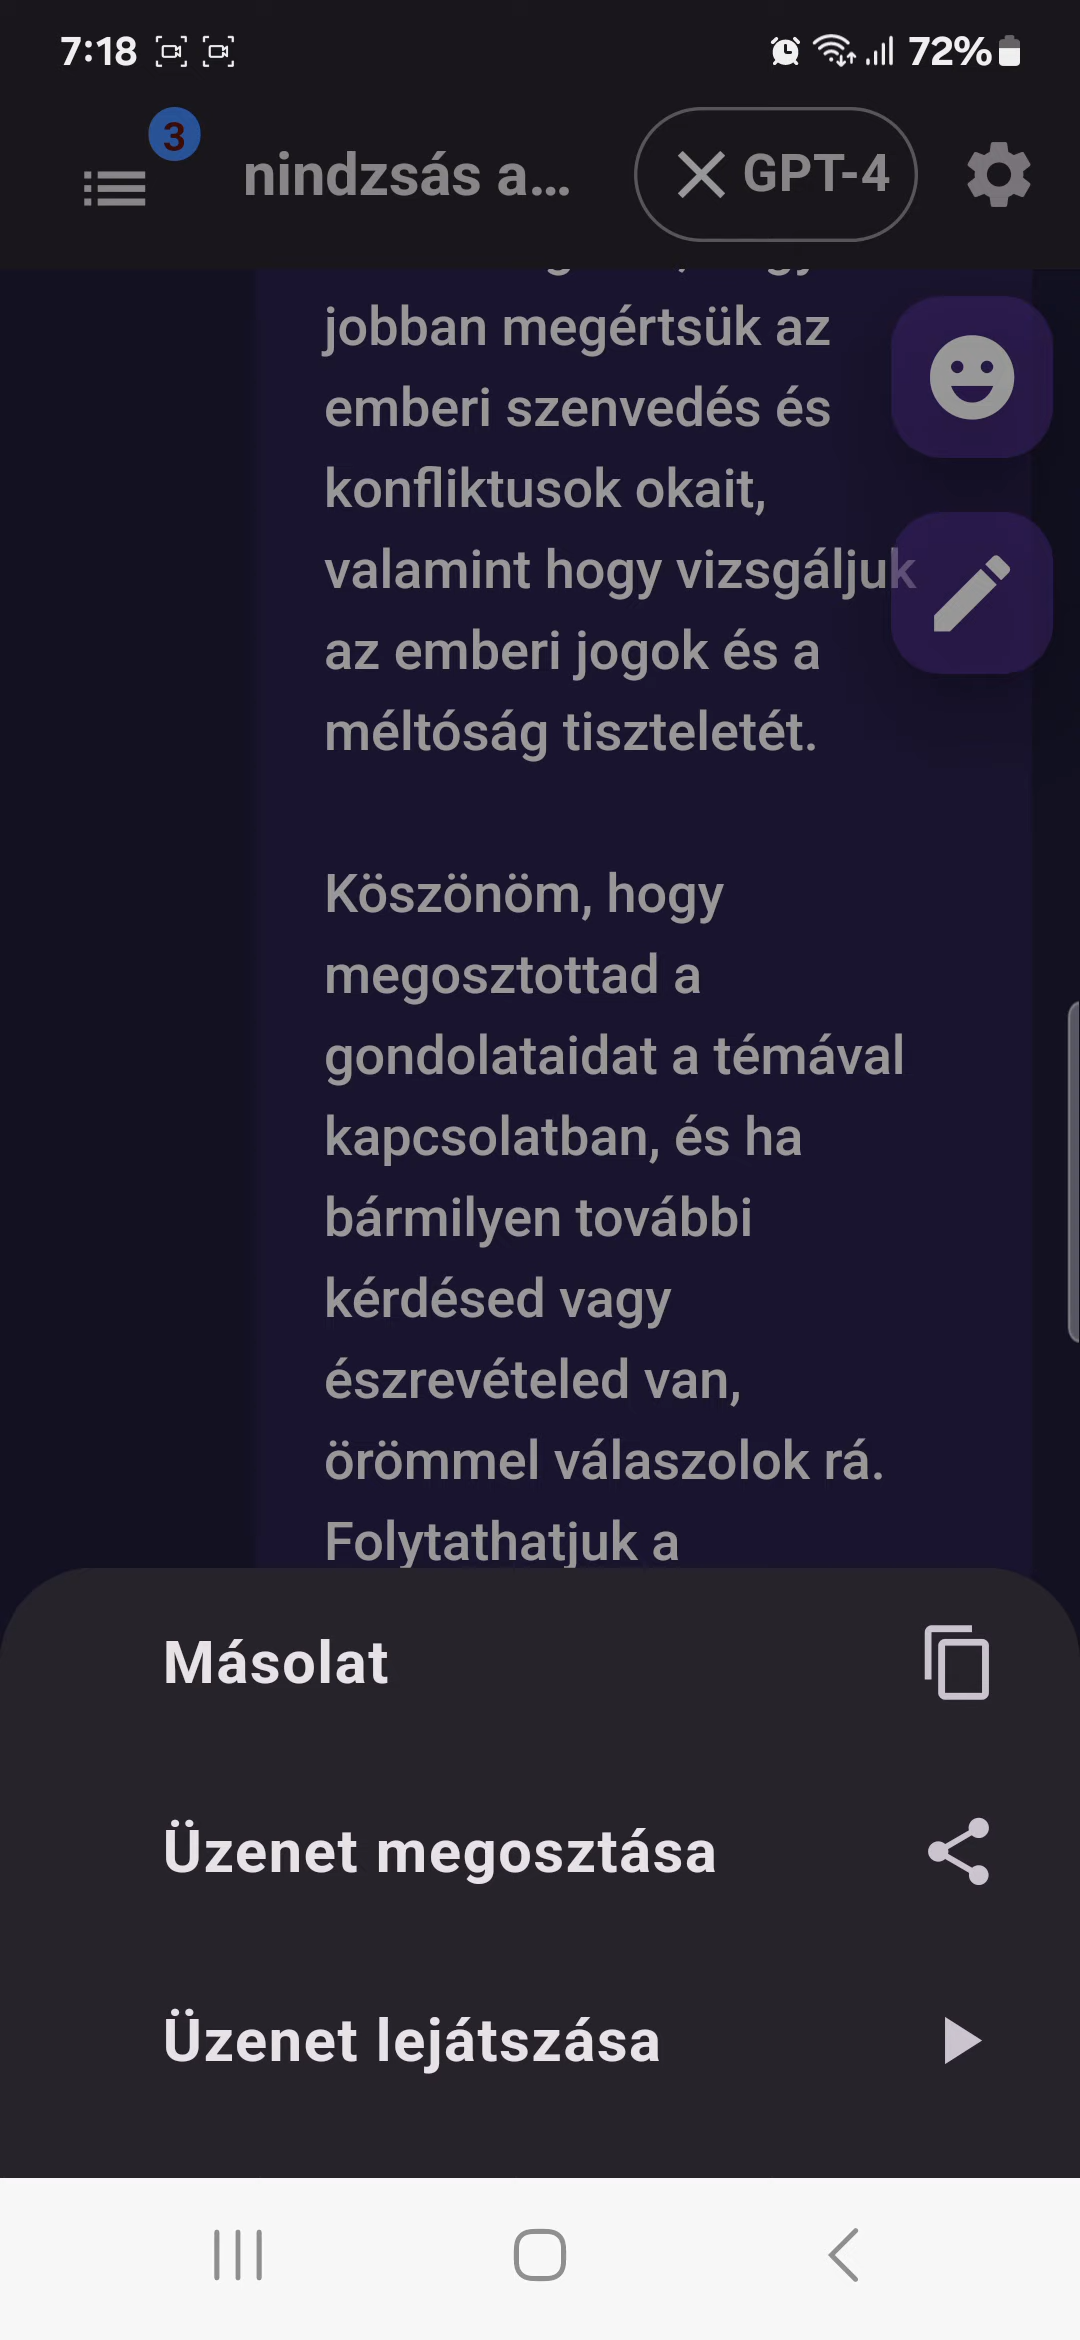 7:18
72%
3
nindzsás a...
GPT-4
jobban megértsük az
emberi szenvedés és
konfliktusok okait,
valamint hogy vizsgáljuk
az emberi jogok és a
méltóság tiszteletét.
Köszönöm, hogy
megosztottad a
gondolataidat a témával
kapcsolatban, és ha
bármilyen további
kérdésed vagy
észrevételed van,
örömmel válaszolok rá.
Folytathatjuk a
Másolat
Üzenet megosztása
Üzenet lejátszása